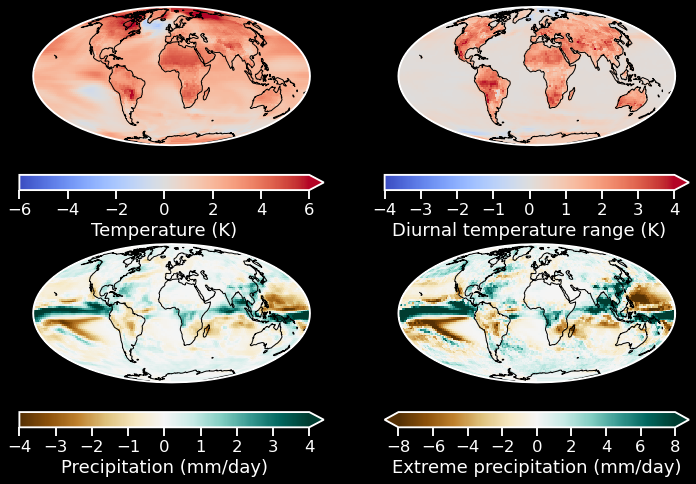 −6 −4 −2 0 2 4 6
Temperature (K)
−4 −3 −2 −1 0 1 2 3 4
Diurnal temperature range (K)
−4 −3 −2 −1 0 1 2 3 4
Precipitation (mm/day)
−8 −6 −4 −2 0 2 4 6 8
Extreme precipitation (mm/day)